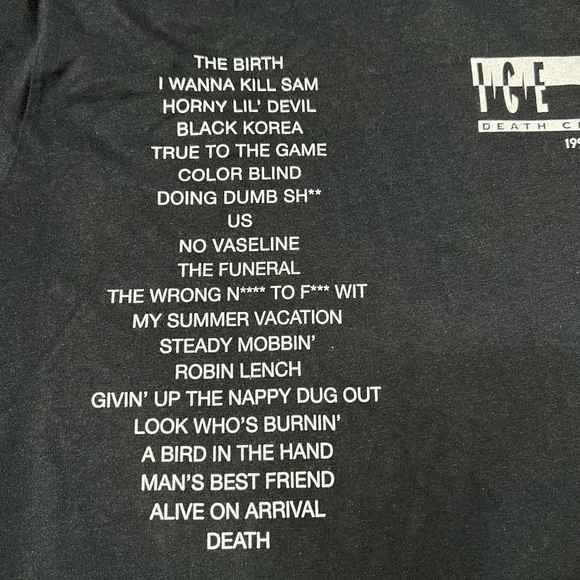 THE BIRTH
I WANNA KILL SAM
HORNY LIL' DEVIL
BLACK KOREA
TRUE TO THE GAME
COLOR BLIND
DOING DUMB SH**
US
NO VASELINE
THE FUNERAL
THE WRONG N**** TO F*** WIT
MY SUMMER VACATION
STEADY MOBBIN'
ROBIN LENCH
GIVIN' UP THE NAPPY DUG OUT
LOOK WHO'S BURNIN'
A BIRD IN THE HAND
MAN'S BEST FRIEND
ALIVE ON ARRIVAL
DEATH
ICE
DEATH